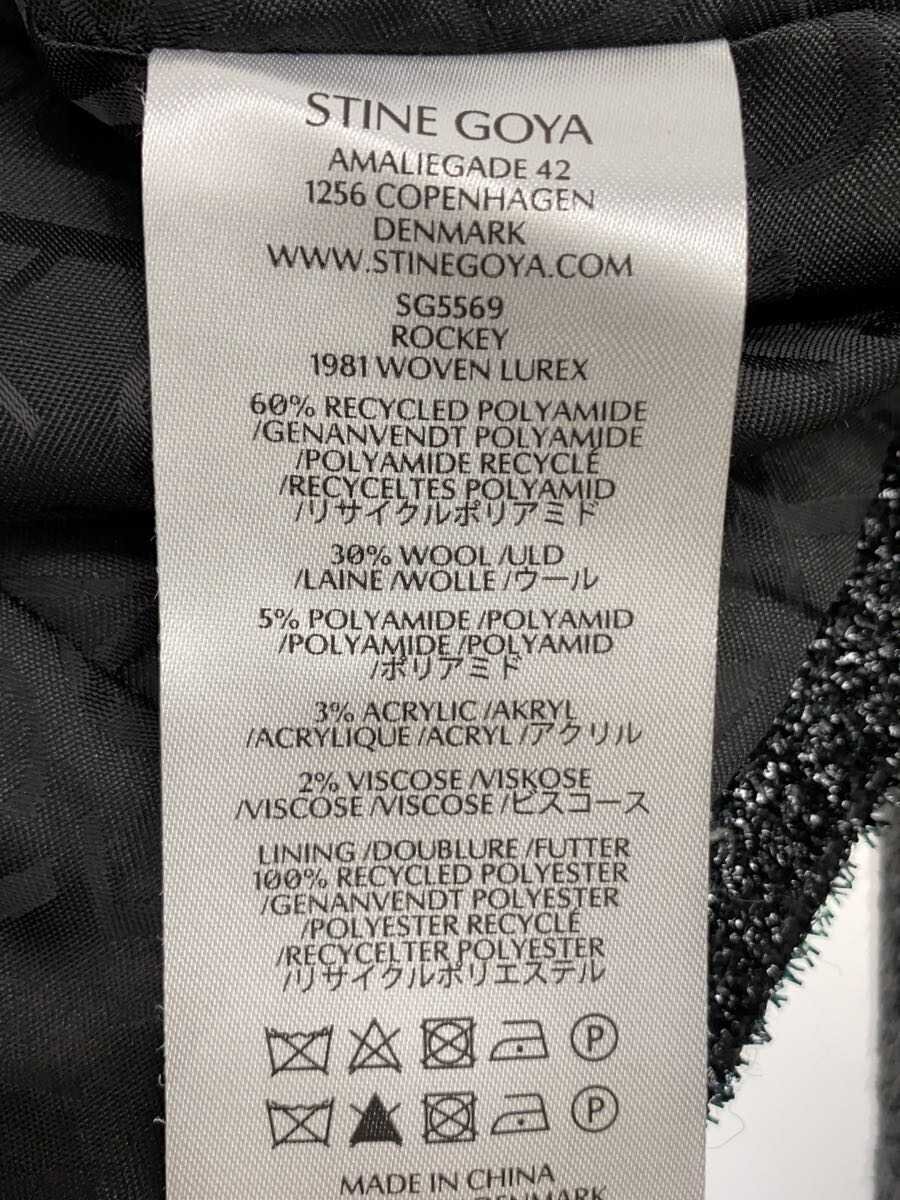 STINE GOYA
AMALIEGADE 42
1256 COPENHAGEN
DENMARK
WWW.STINEGOYA.COM
SG5569
ROCKEY
1981 WOVEN LUREX
60% RECYCLED POLYAMIDE
/GENANVENDT POLYAMIDE
/POLYAMIDE RECYCLÉ
/RECYCELTES POLYAMID
/リサイクルポリアミド
30% WOOL /ULD
/LAINE /WOLLE /ウール
5% POLYAMIDE /POLYAMID
/POLYAMIDE /POLYAMID
/ポリアミド
3% ACRYLIC /AKRYL
/ACRYLIQUE /ACRYL /アクリル
2% VISCOSE /VISKOSE
/VISCOSE /VISCOSE /ビスコース
LINING /DOUBLURE /FUTTER
100% RECYCLED POLYESTER
/GENANVENDT POLYESTER
/POLYESTER RECYCLÉ
/RECYCELTER POLYESTER
/リサイクルポリエステル
P
P
MADE IN CHINA
DENMARK